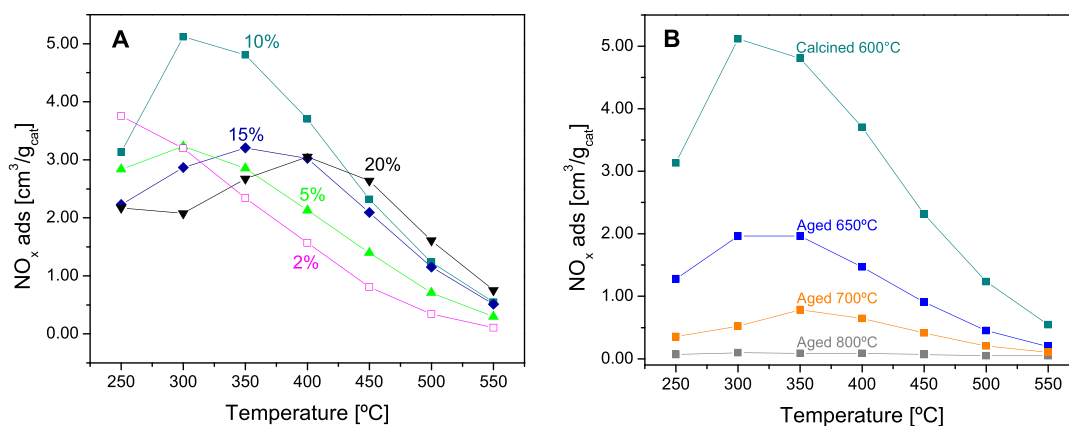 A
10%
15%
20%
5%
2%
5.00
4.00
3.00
2.00
1.00
0.00
NOx ads [cm³/gcat]
250 300 350 400 450 500 550
Temperature [ºC]
B
Calcined 600°C
Aged 650ºC
Aged 700ºC
Aged 800ºC
5.00
4.00
3.00
2.00
1.00
0.00
NOx ads [cm³/gcat]
250 300 350 400 450 500 550
Temperature [ºC]